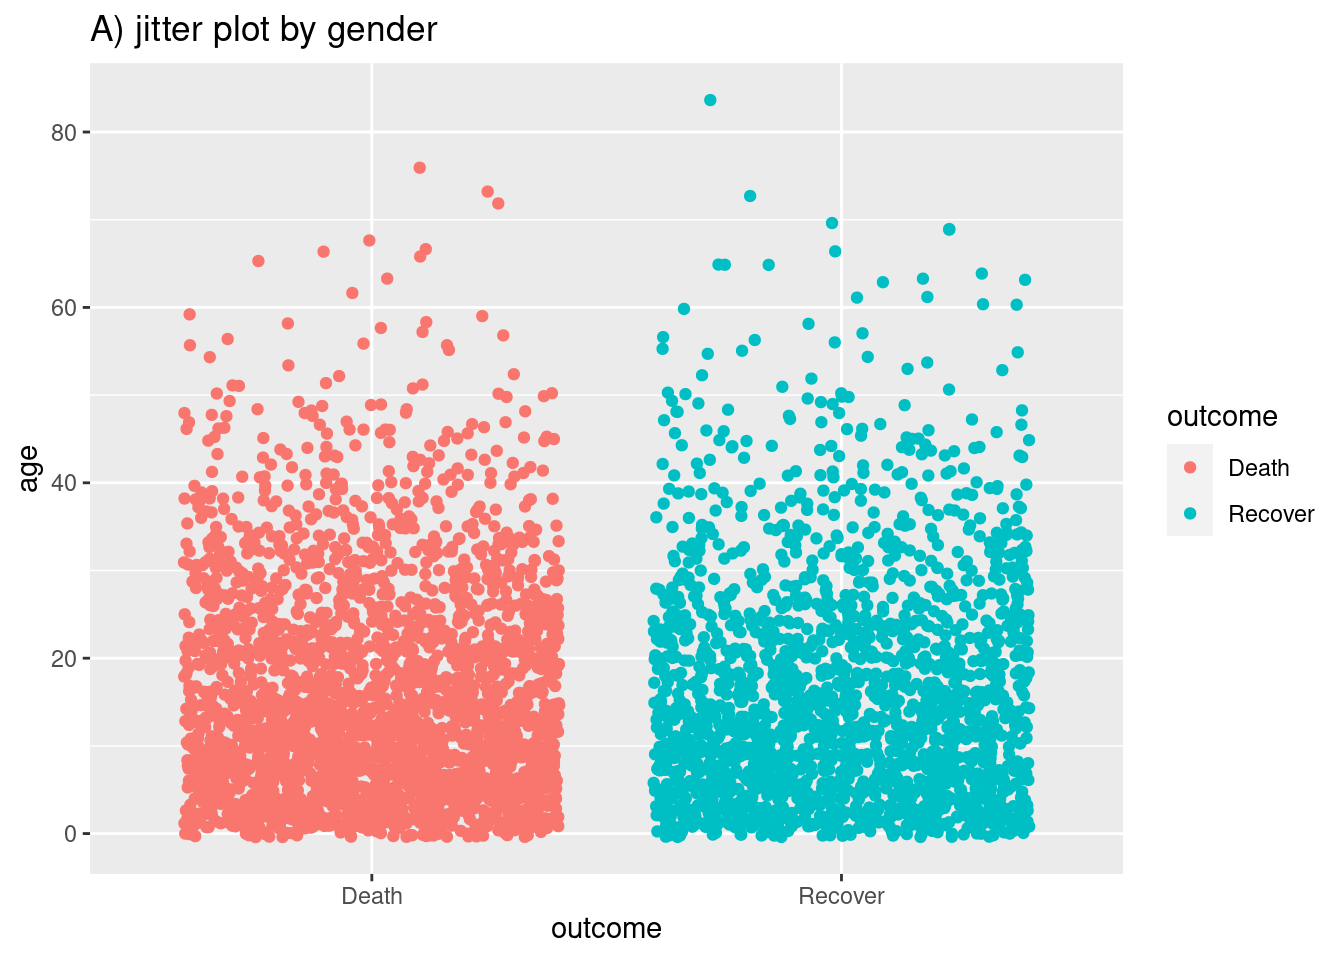 A) jitter plot by gender
age
80
60
40
20
0
Death
Recover
outcome
outcome
Death
Recover